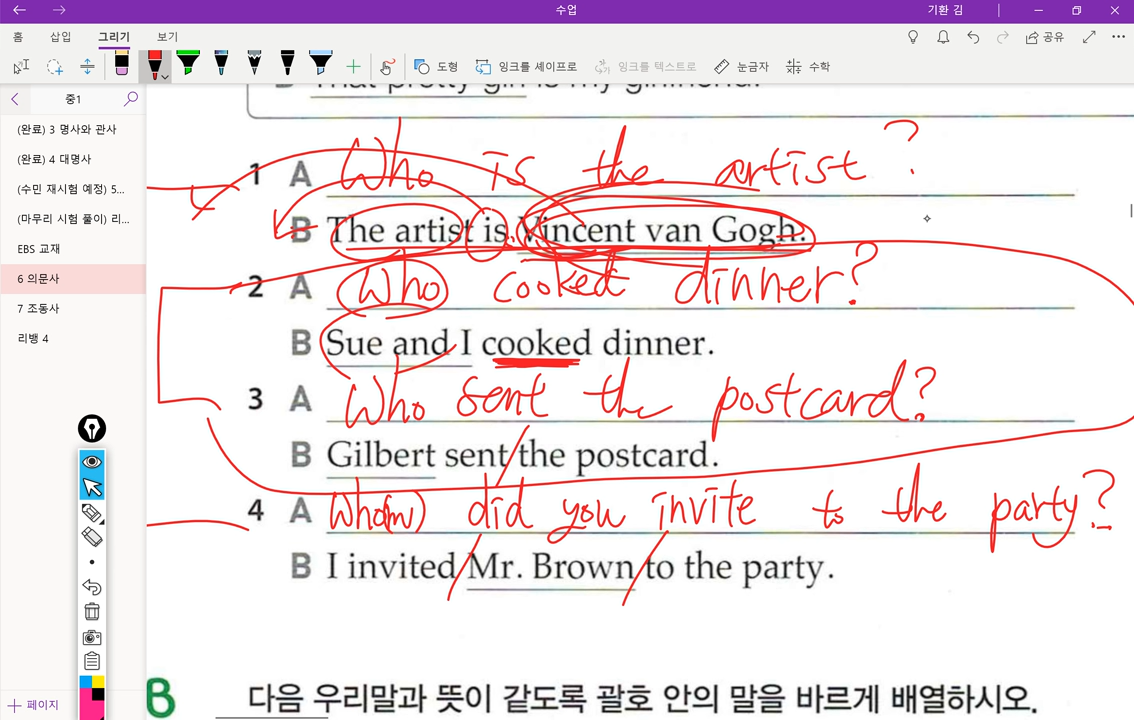 수업
기환 김
홈 삽입 그리기 보기
도형 잉크를 셰이프로 잉크를 텍스트로 눈금자 수학 공유
중1
(완료) 3 명사와 관사
(완료) 4 대명사
(수민 재시험 예정) 5...
(마무리 시험 풀이) 리...
EBS 교재
6 의문사
7 조동사
리뱅 4
페이지
B That pretty girl is my girlfriend.
1 A Who is the artist?
B The artist is Vincent van Gogh.
2 A Who cooked dinner?
B Sue and I cooked dinner.
3 A Who sent the postcard?
B Gilbert sent the postcard.
4 A Who(m) did you invite to the party?
B I invited Mr. Brown to the party.
B 다음 우리말과 뜻이 같도록 괄호 안의 말을 바르게 배열하시오.